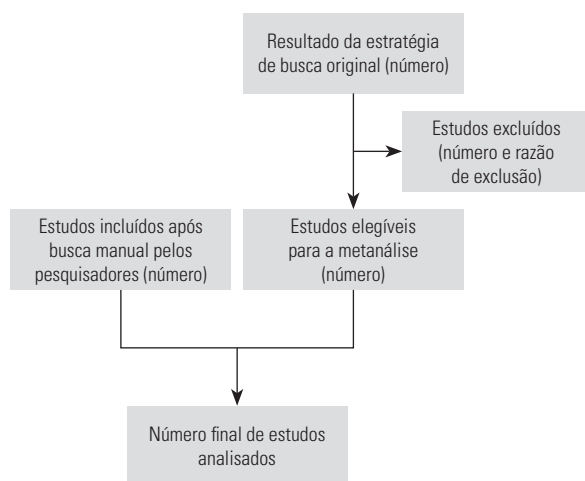 Resultado da estratégia
de busca original (número)
Estudos excluídos
(número e razão
de exclusão)
Estudos incluídos após
busca manual pelos
pesquisadores (número)
Estudos elegíveis
para a metanálise
(número)
Número final de estudos
analisados